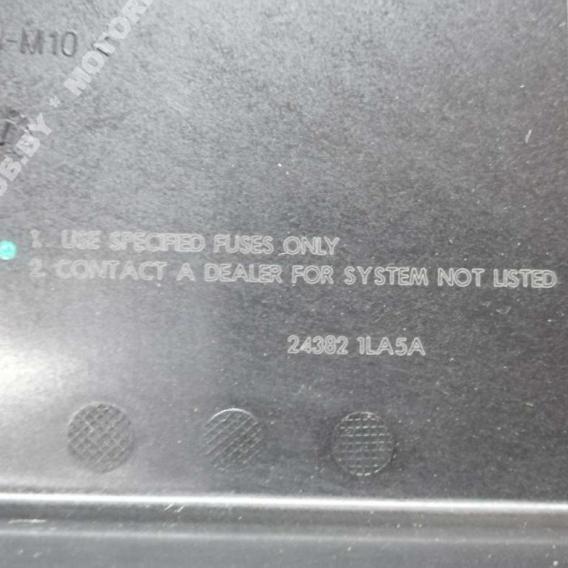 -M10
1. USE SPECIFIED FUSES ONLY
2. CONTACT A DEALER FOR SYSTEM NOT LISTED
24382 1LA5A